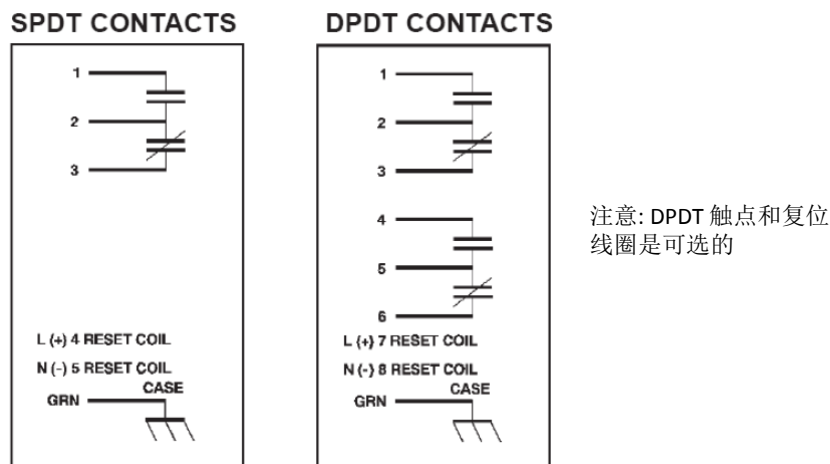 SPDT CONTACTS
1
2
3
L (+) 4 RESET COIL
N (-) 5 RESET COIL
CASE
GRN
DPDT CONTACTS
1
2
3
4
5
6
L (+) 7 RESET COIL
N (-) 8 RESET COIL
CASE
GRN
注意: DPDT 触点和复位
线圈是可选的